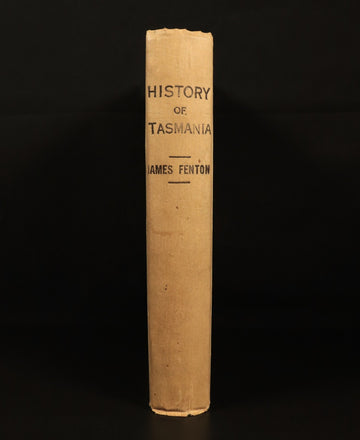 HISTORY
OF
TASMANIA
JAMES FENTON